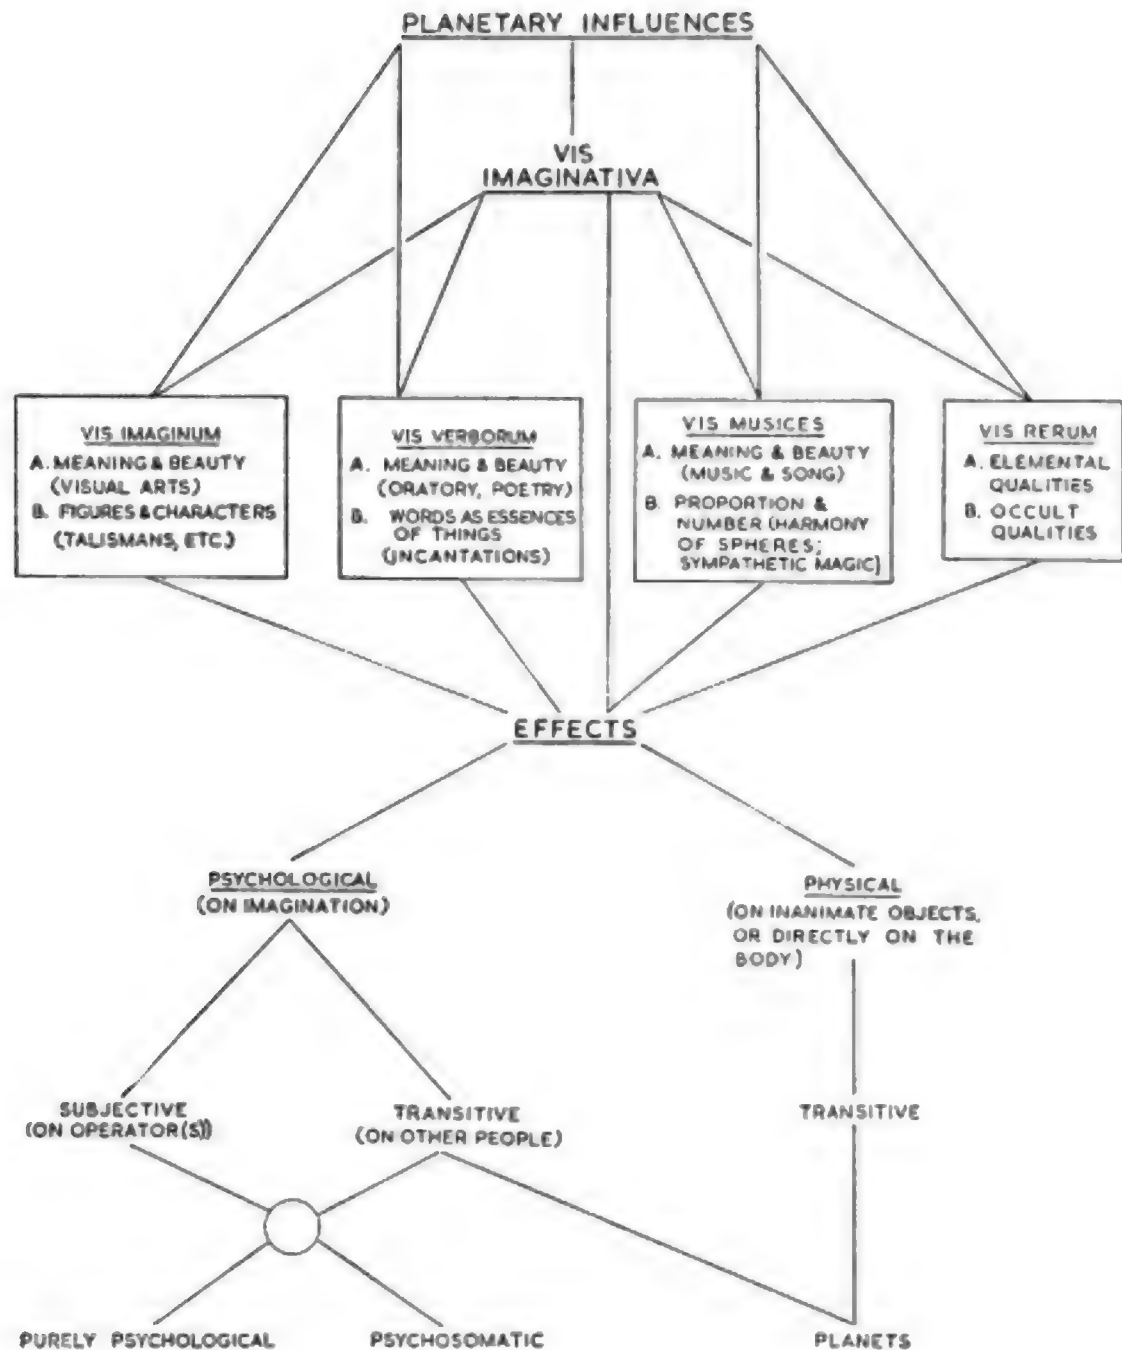 PLANETARY INFLUENCES
VIS
IMAGINATIVA
VIS IMAGINUM
A. MEANING & BEAUTY
(VISUAL ARTS)
B. FIGURES & CHARACTERS
(TALISMANS, ETC.)
VIS VERBORUM
A. MEANING & BEAUTY
(ORATORY, POETRY)
B. WORDS AS ESSENCES
OF THINGS
(INCANTATIONS)
VIS MUSICES
A. MEANING & BEAUTY
(MUSIC & SONG)
B. PROPORTION &
NUMBER (HARMONY
OF SPHERES;
SYMPATHETIC MAGIC)
VIS RERUM
A. ELEMENTAL
QUALITIES
B. OCCULT
QUALITIES
EFFECTS
PSYCHOLOGICAL
(ON IMAGINATION)
PHYSICAL
(ON INANIMATE OBJECTS,
OR DIRECTLY ON THE
BODY)
SUBJECTIVE
(ON OPERATOR(S))
TRANSITIVE
(ON OTHER PEOPLE)
TRANSITIVE
PURELY PSYCHOLOGICAL
PSYCHOSOMATIC
PLANETS